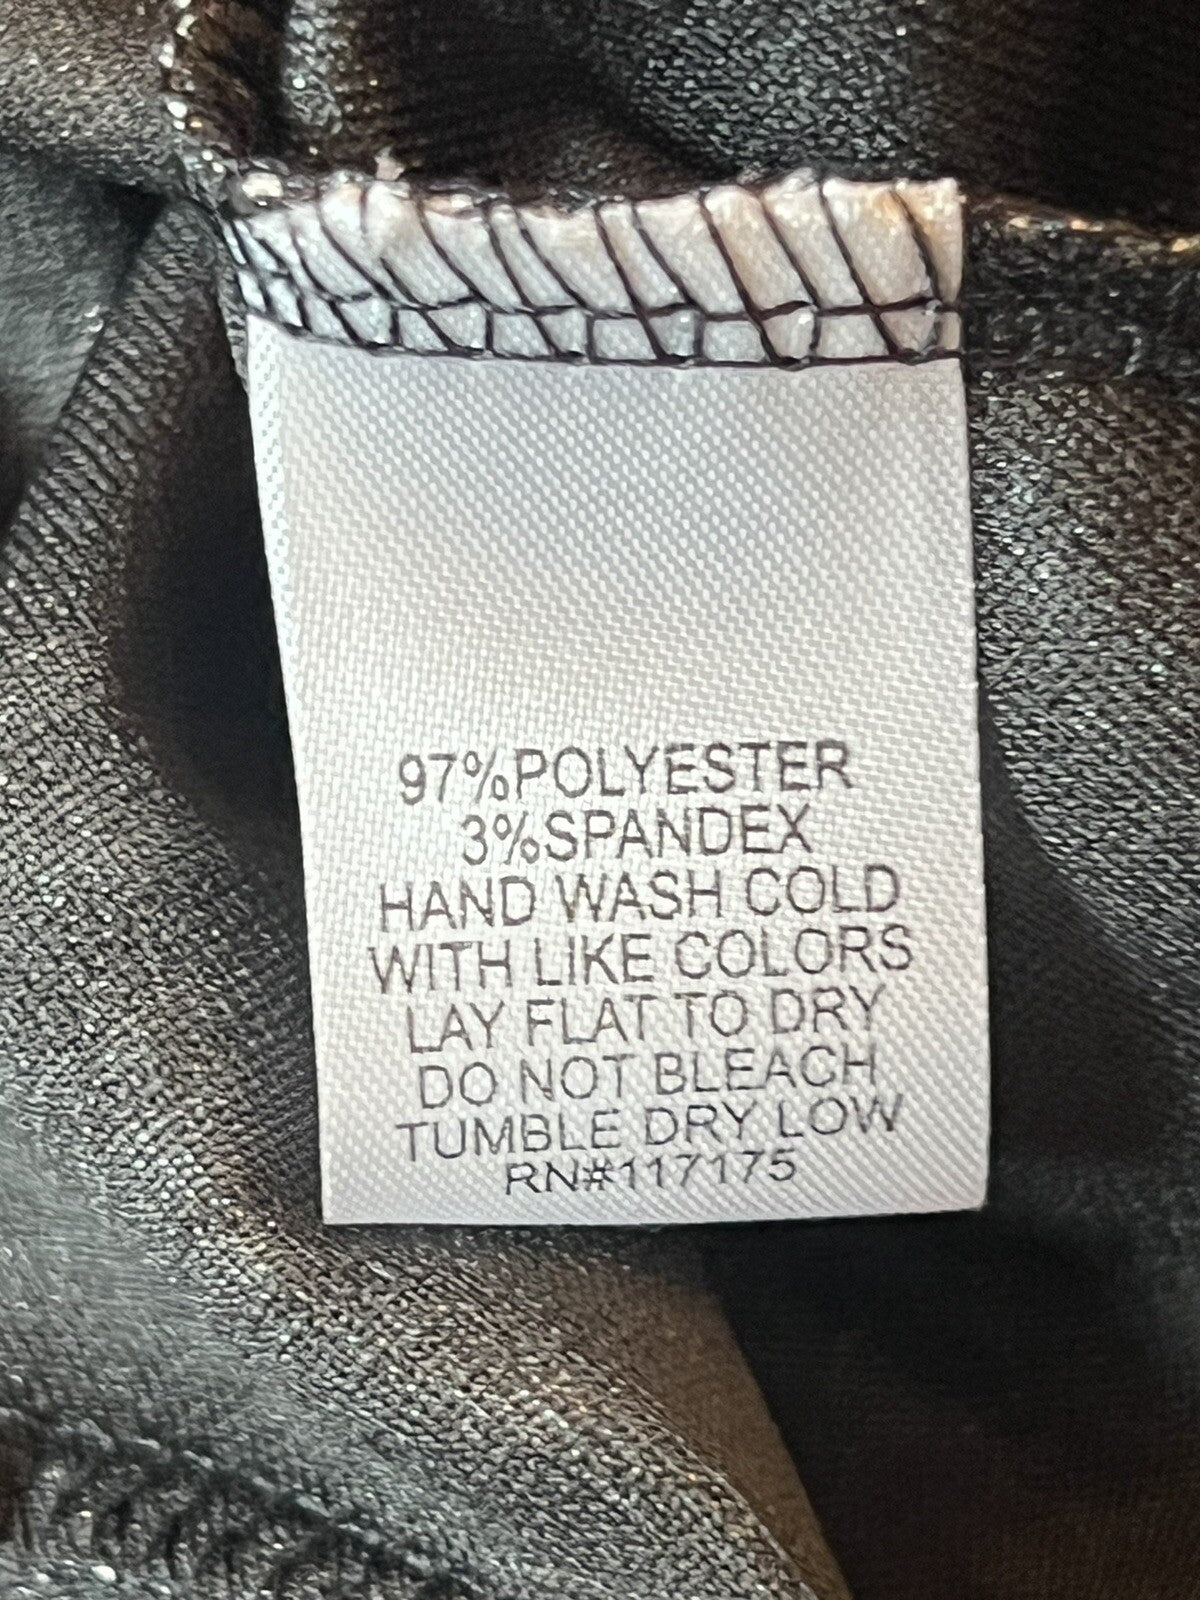 97%POLYESTER
3%SPANDEX
HAND WASH COLD
WITH LIKE COLORS
LAY FLAT TO DRY
DO NOT BLEACH
TUMBLE DRY LOW
RN#117175